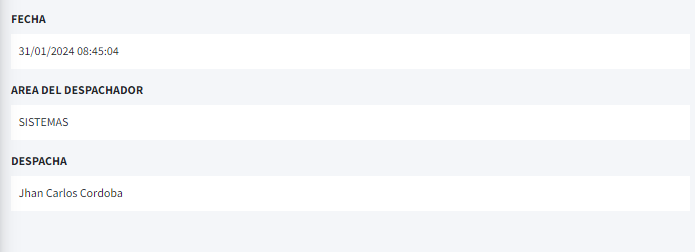 FECHA
31/01/2024 08:45:04
AREA DEL DESPACHADOR
SISTEMAS
DESPACHA
Jhan Carlos Cordoba